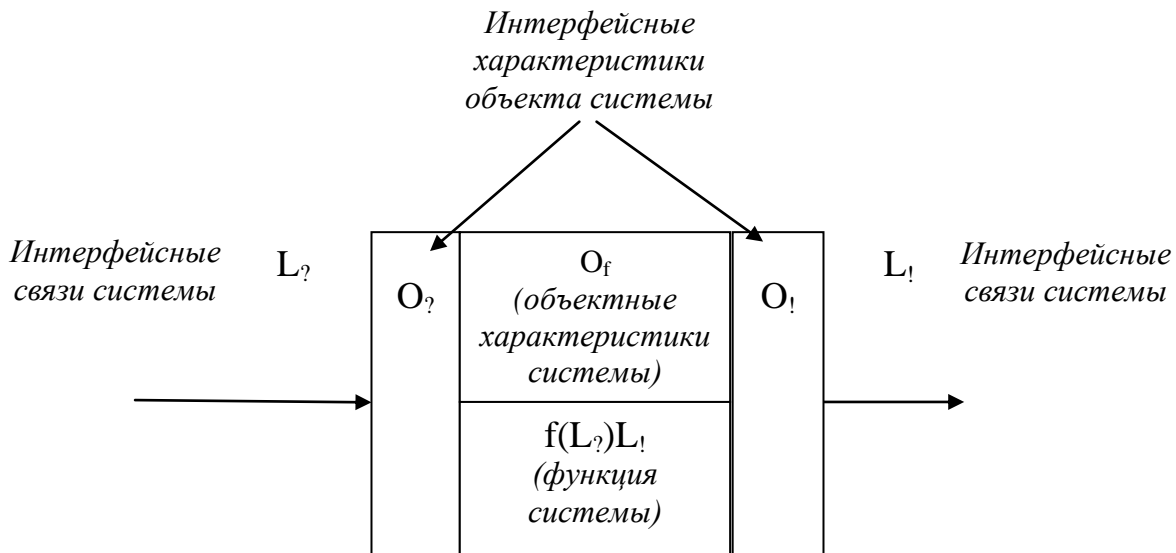 Интерфейсные
характеристики
объекта системы
Интерфейсные
связи системы
L?
O?
Of
(объектные
характеристики
системы)
f(L?)L!
(функция
системы)
O!
L!
Интерфейсные
связи системы